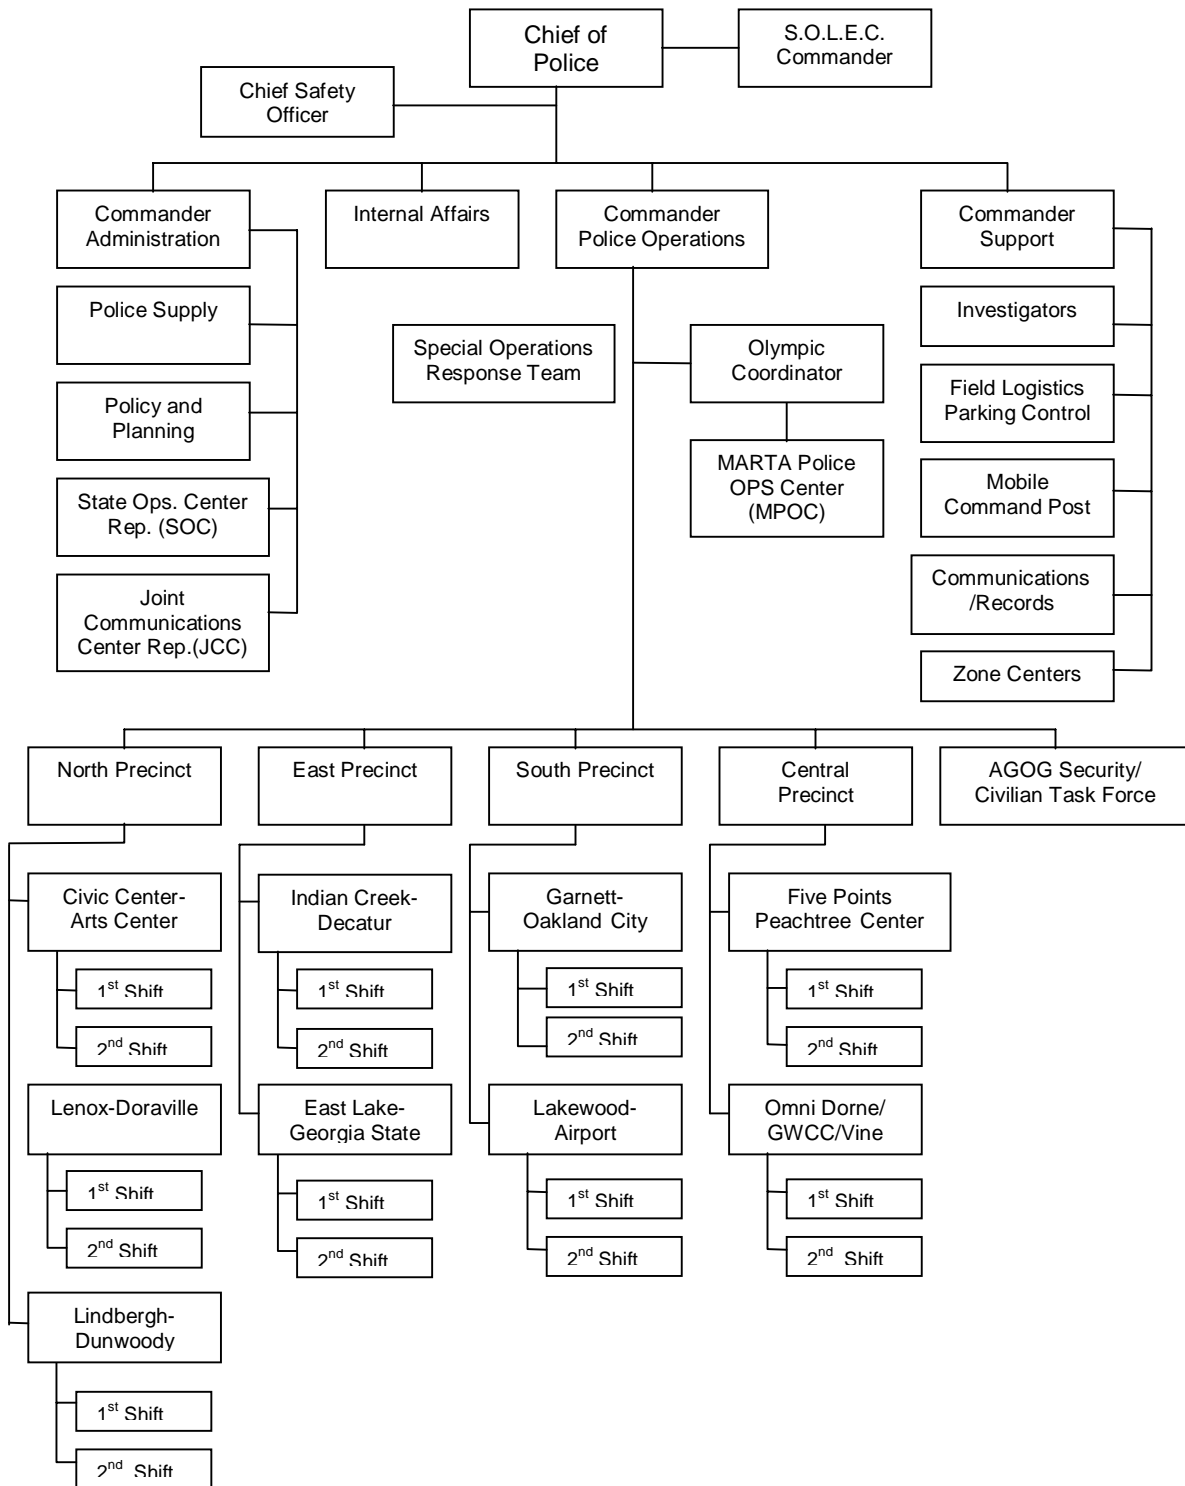 Chief of
Police
S.O.L.E.C.
Commander
Chief Safety
Officer
Commander
Administration
Internal Affairs
Commander
Police Operations
Commander
Support
Police Supply
Special Operations
Response Team
Olympic
Coordinator
Investigators
Policy and
Planning
Field Logistics
Parking Control
MARTA Police
OPS Center
(MPOC)
State Ops. Center
Rep. (SOC)
Mobile
Command Post
Joint
Communications
Center Rep.(JCC)
Communications
/Records
Zone Centers
North Precinct
East Precinct
South Precinct
Central
Precinct
AGOG Security/
Civilian Task Force
Civic Center-
Arts Center
1st Shift
2nd Shift
Lenox-Doraville
1st Shift
2nd Shift
Lindbergh-
Dunwoody
1st Shift
2nd Shift
Indian Creek-
Decatur
1st Shift
2nd Shift
East Lake-
Georgia State
1st Shift
2nd Shift
Garnett-
Oakland City
1st Shift
2nd Shift
Lakewood-
Airport
1st Shift
2nd Shift
Five Points
Peachtree Center
1st Shift
2nd Shift
Omni Dorne/
GWCC/Vine
1st Shift
2nd Shift